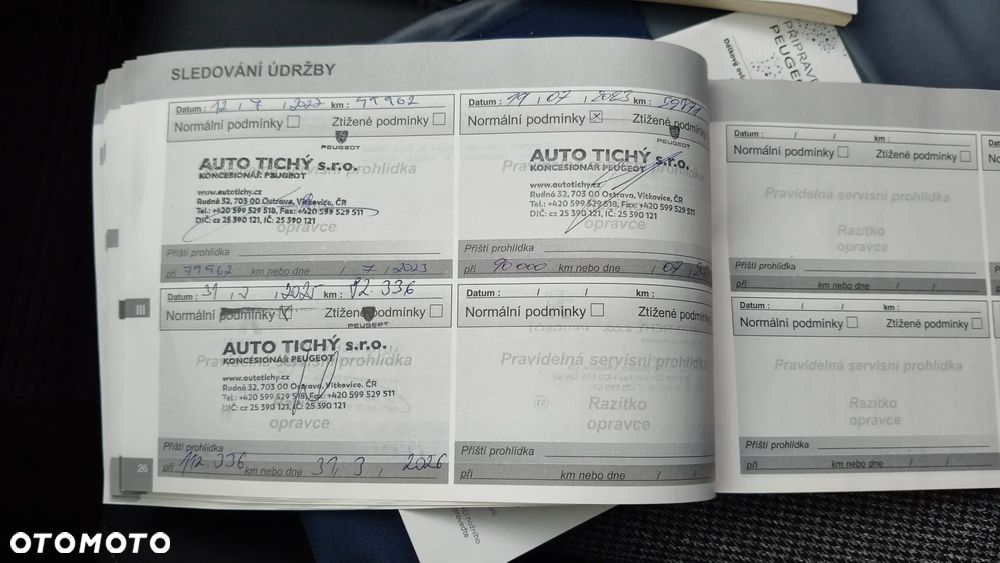 SLEDOVÁNÍ ÚDRŽBY
Datum : 12 / 7 / 2022 km : 49962
Normální podmínky Ztížené podmínky
PEUGEOT
AUTO TICHÝ s.r.o.
KONCESIONÁŘ PEUGEOT
www.autotichy.cz
Rudná 32, 703 00 Ostrava, Vítkovice, ČR
Tel.: +420 599 529 518, Fax: +420 599 529 511
DIČ: cz 25 390 121, IČ: 25 390 121
opravce
Příští prohlídka
při 79962 km nebo dne / 7 / 2023
Datum : 19 / 07 / 2023 km : 59871
Normální podmínky x Ztížené podmínky
PEUGEOT
AUTO TICHÝ s.r.o.
KONCESIONÁŘ PEUGEOT
www.autotichy.cz
Rudná 32, 703 00 Ostrava, Vítkovice, ČR
Tel.: +420 599 529 518, Fax: +420 599 529 511
DIČ: cz 25 390 121, IČ: 25 390 121
opravce
Příští prohlídka
při 90 000 km nebo dne / 07 /
Datum : 31 / / 2025 km : 82.336
Normální podmínky x Ztížené podmínky
PEUGEOT
AUTO TICHÝ s.r.o.
KONCESIONÁŘ PEUGEOT
www.autotichy.cz
Rudná 32, 703 00 Ostrava, Vítkovice, ČR
Tel.: +420 599 529 518, Fax: +420 599 529 511
DIČ: cz 25 390 121, IČ: 25 390 121
opravce
Příští prohlídka
při 112.336 km nebo dne 31. 3. 2026
Datum : / / km :
Normální podmínky Ztížené podmínky
Pravidelná servisní prohlídka
Razítko
opravce
Příští prohlídka
při km nebo dne / /
III
26
Datum : / / km :
Normální podmínky Ztížené podmínky
Pravidelná servisní prohlídka
Razítko
opravce
Příští prohlídka
při km nebo dne / /
Datum : / / km :
Normální podmínky Ztížené podmínky
Pravidelná servisní prohlídka
Razítko
opravce
Příští prohlídka
při km nebo dne / /
PEUGEOT
OTOMOTO